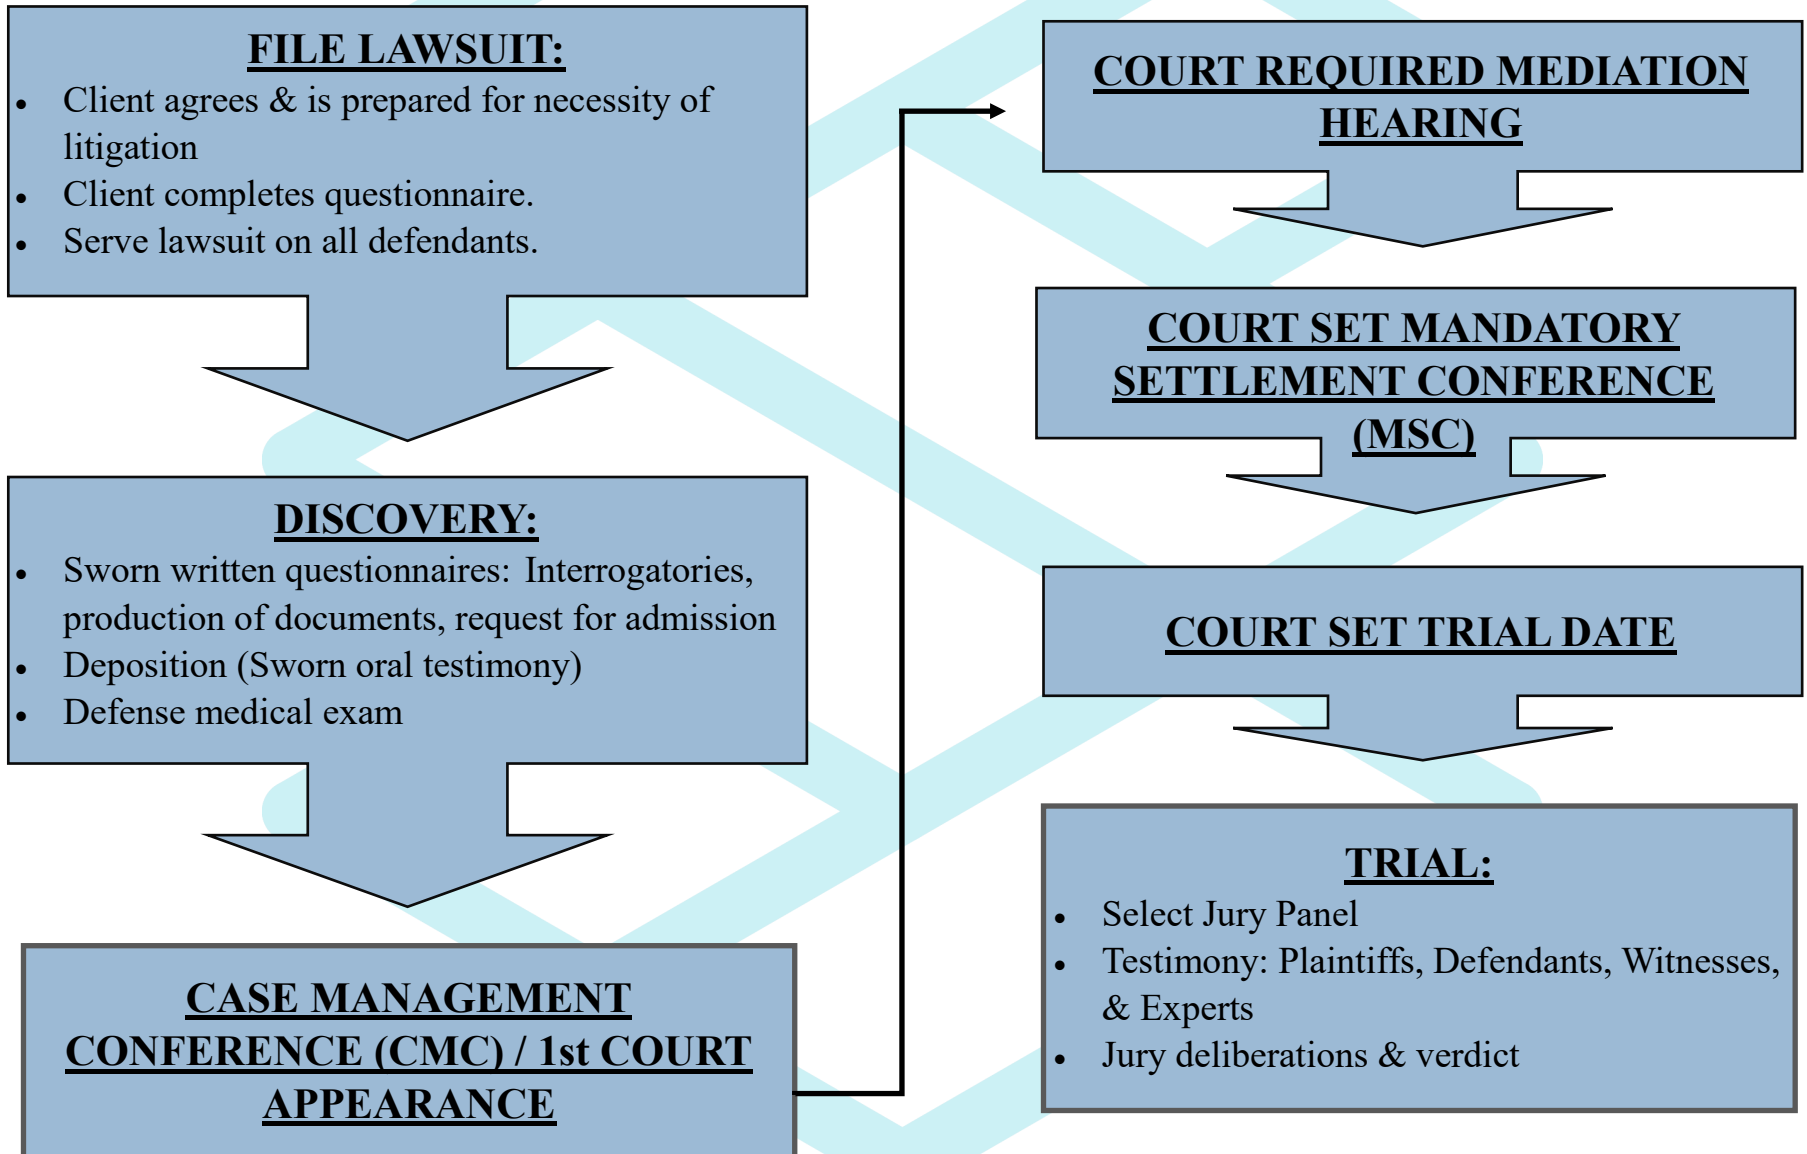 FILE LAWSUIT:
• Client agrees & is prepared for necessity of
litigation
• Client completes questionnaire.
• Serve lawsuit on all defendants.
DISCOVERY:
• Sworn written questionnaires: Interrogatories,
production of documents, request for admission
• Deposition (Sworn oral testimony)
• Defense medical exam
CASE MANAGEMENT
CONFERENCE (CMC) / 1st COURT
APPEARANCE
COURT REQUIRED MEDIATION
HEARING
COURT SET MANDATORY
SETTLEMENT CONFERENCE
(MSC)
COURT SET TRIAL DATE
TRIAL:
• Select Jury Panel
• Testimony: Plaintiffs, Defendants, Witnesses,
& Experts
• Jury deliberations & verdict